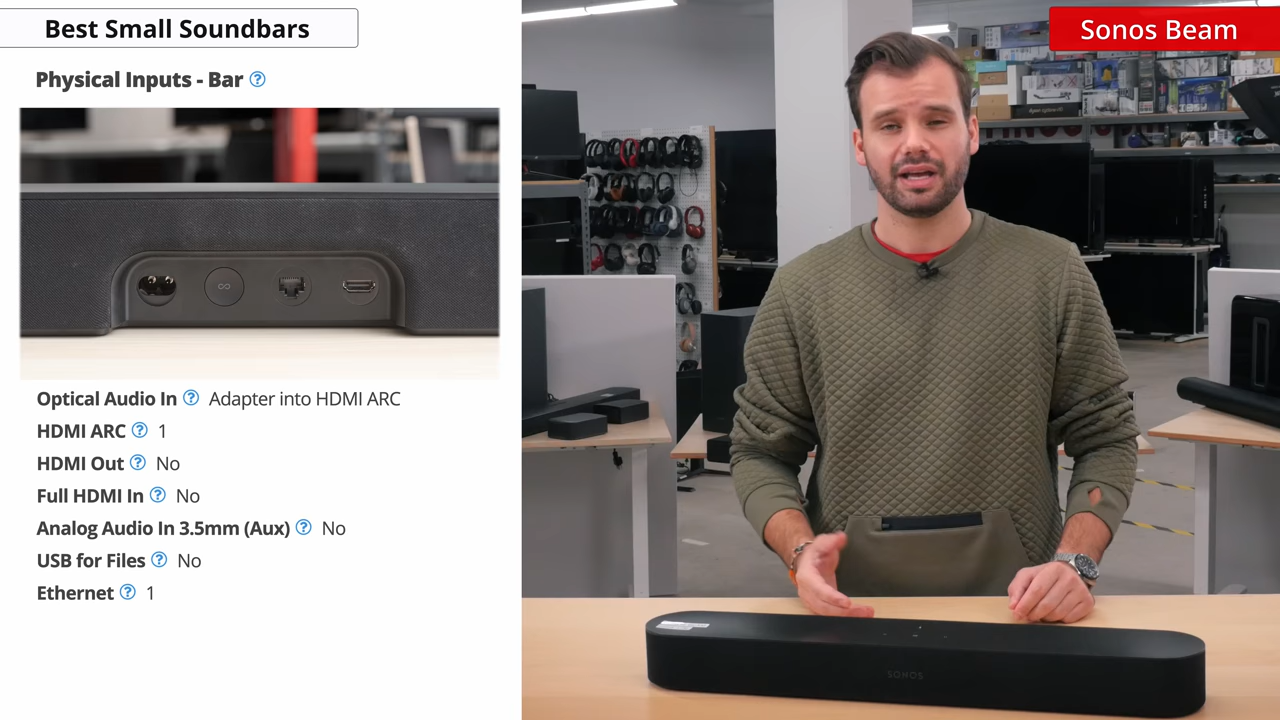 Best Small Soundbars
Sonos Beam
Physical Inputs - Bar ?
Optical Audio In ? Adapter into HDMI ARC
HDMI ARC ? 1
HDMI Out ? No
Full HDMI In ? No
Analog Audio In 3.5mm (Aux) ? No
USB for Files ? No
Ethernet ? 1
SONOS